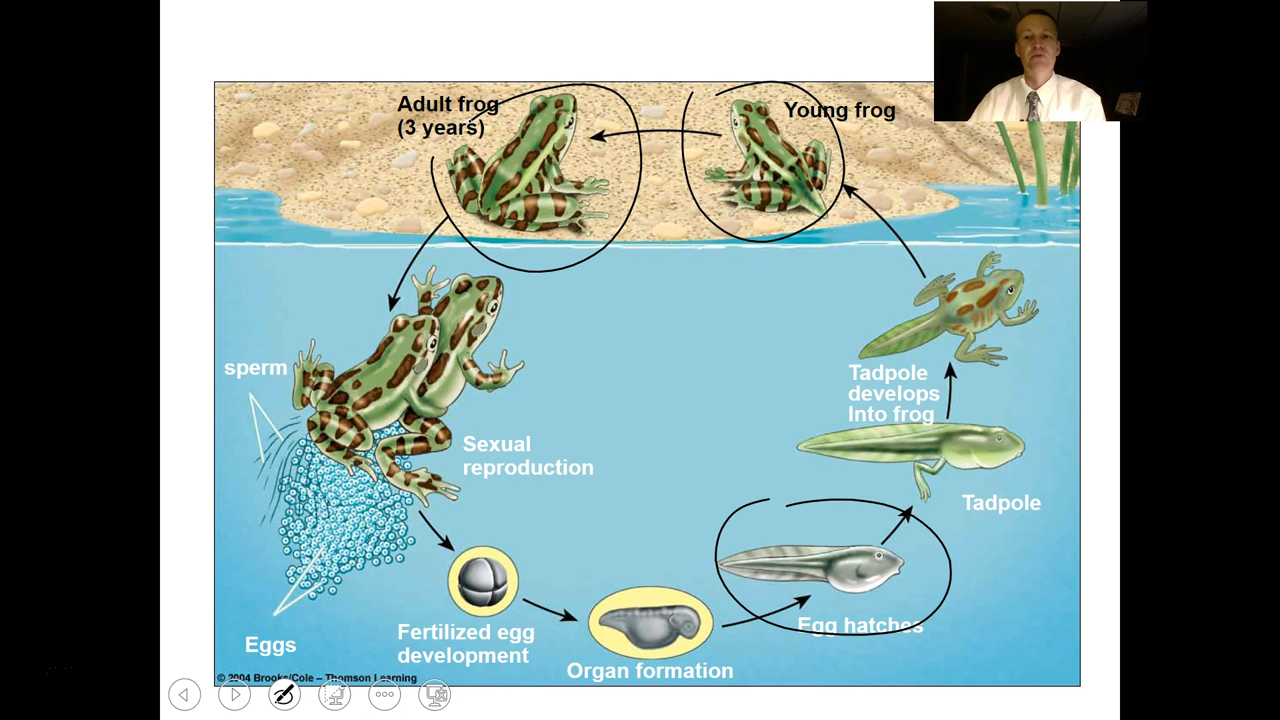 Adult frog
(3 years)
Young frog
sperm
Sexual
reproduction
Tadpole
develops
Into frog
Tadpole
Egg hatches
Fertilized egg
development
Eggs
Organ formation
© 2004 Brooks/Cole – Thomson Learning